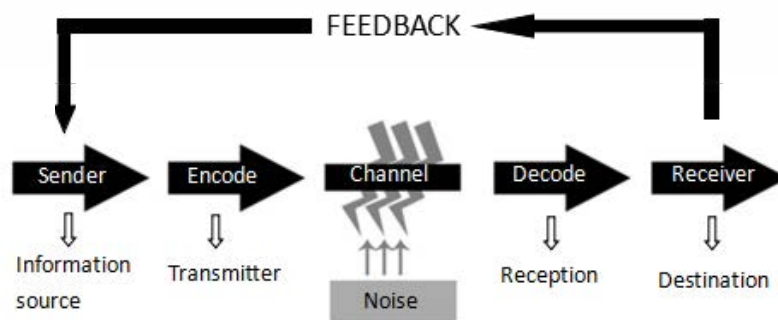 FEEDBACK
Sender
Encode
Channel
Decode
Receiver
Information
source
Transmitter
Noise
Reception
Destination